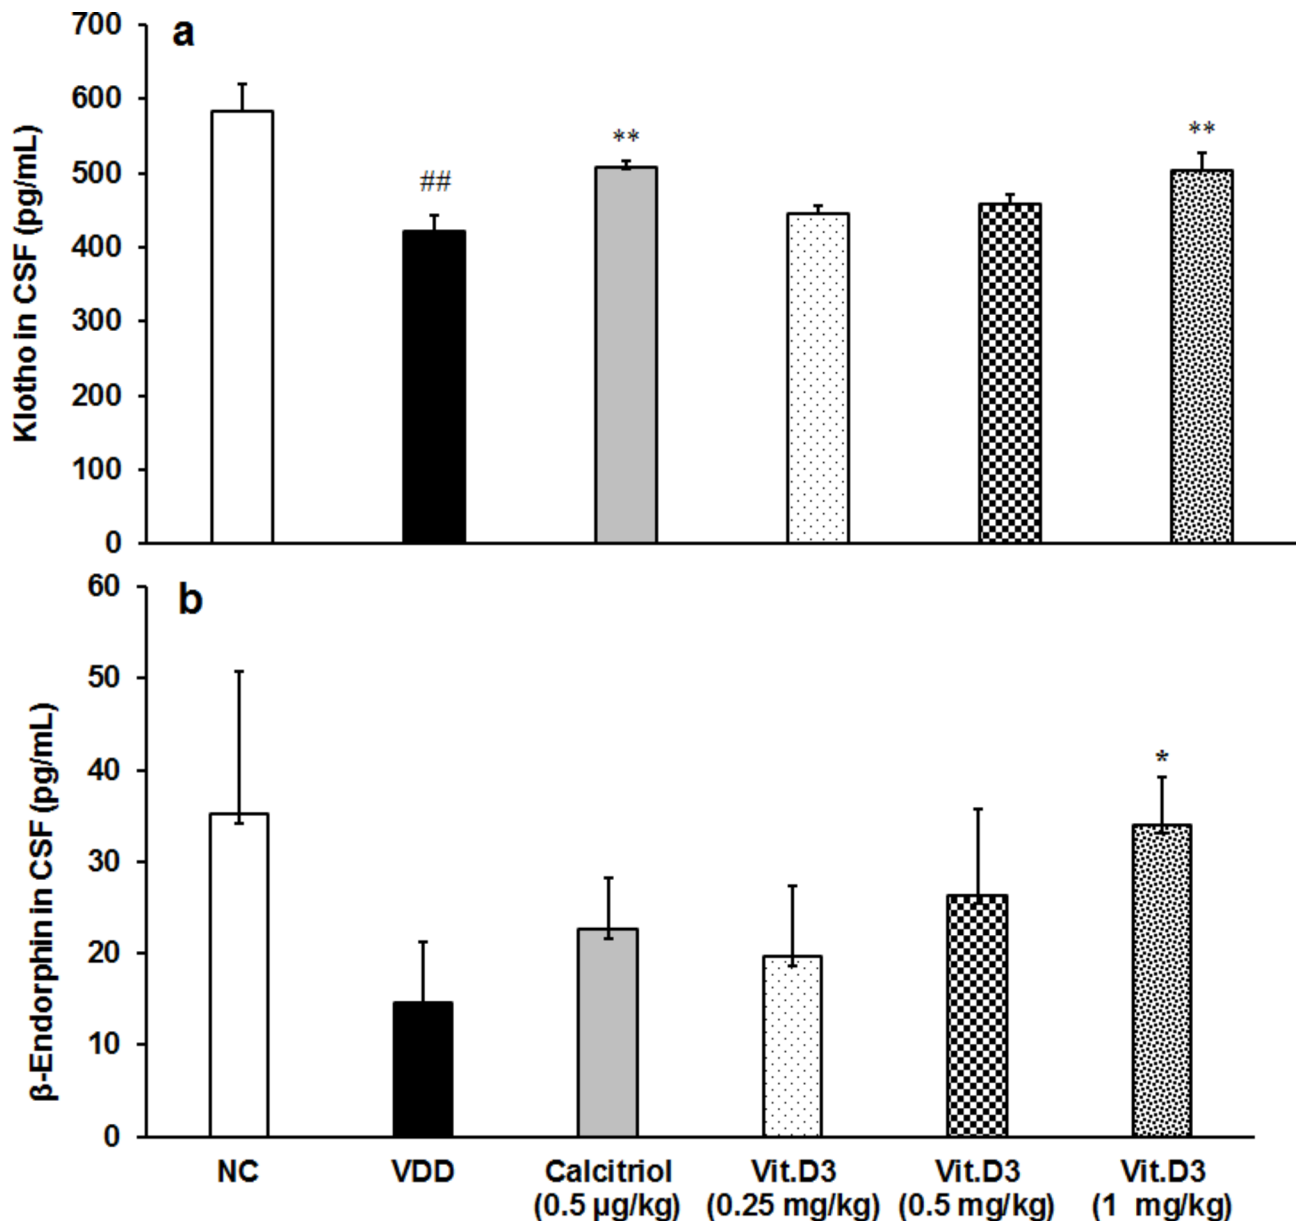 a
700
600
500
400
300
200
100
0
Klotho in CSF (pg/mL)
##
**
**
b
60
50
40
30
20
10
0
β-Endorphin in CSF (pg/mL)
*
NC
VDD
Calcitriol
(0.5 µg/kg)
Vit.D3
(0.25 mg/kg)
Vit.D3
(0.5 mg/kg)
Vit.D3
(1 mg/kg)